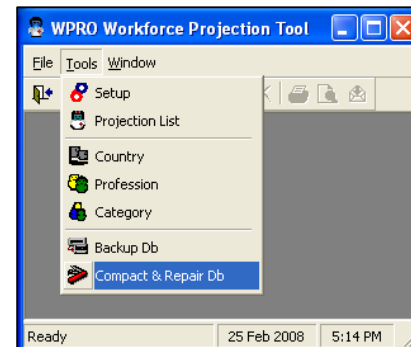 WPRO Workforce Projection Tool
File Tools Window
Setup
Projection List
Country
Profession
Category
Backup Db
Compact & Repair Db
Ready 25 Feb 2008 5:14 PM